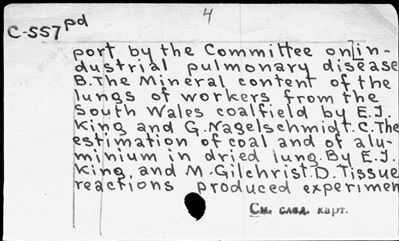 4
C-557pd
port by the Committee on in-
dustrial pulmonary disease
B.The Mineral content of the
lungs of workers from the
South Wales coalfield by E.J.
King and G.Nagelschmidt.C.The
estimation of coal and of alu-
minium in dried lung.By E.J.
King, and M.Gilchrist.D.Tissue
reactions produced experimen
См. след. карт.